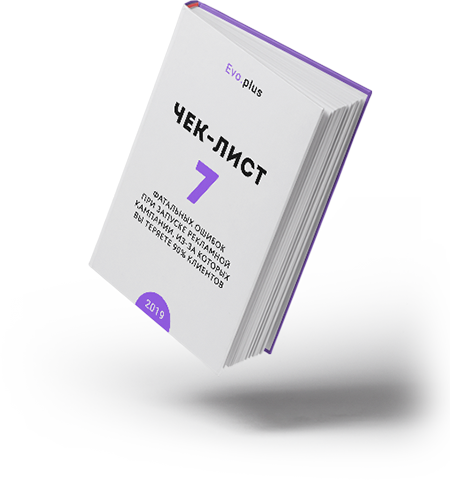 Evo.plus
ЧЕК-ЛИСТ
7
ФАТАЛЬНЫХ ОШИБОК
ПРИ ЗАПУСКЕ РЕКЛАМНОЙ
КАМПАНИИ, ИЗ-ЗА КОТОРЫХ
ВЫ ТЕРЯЕТЕ 90% КЛИЕНТОВ
2019